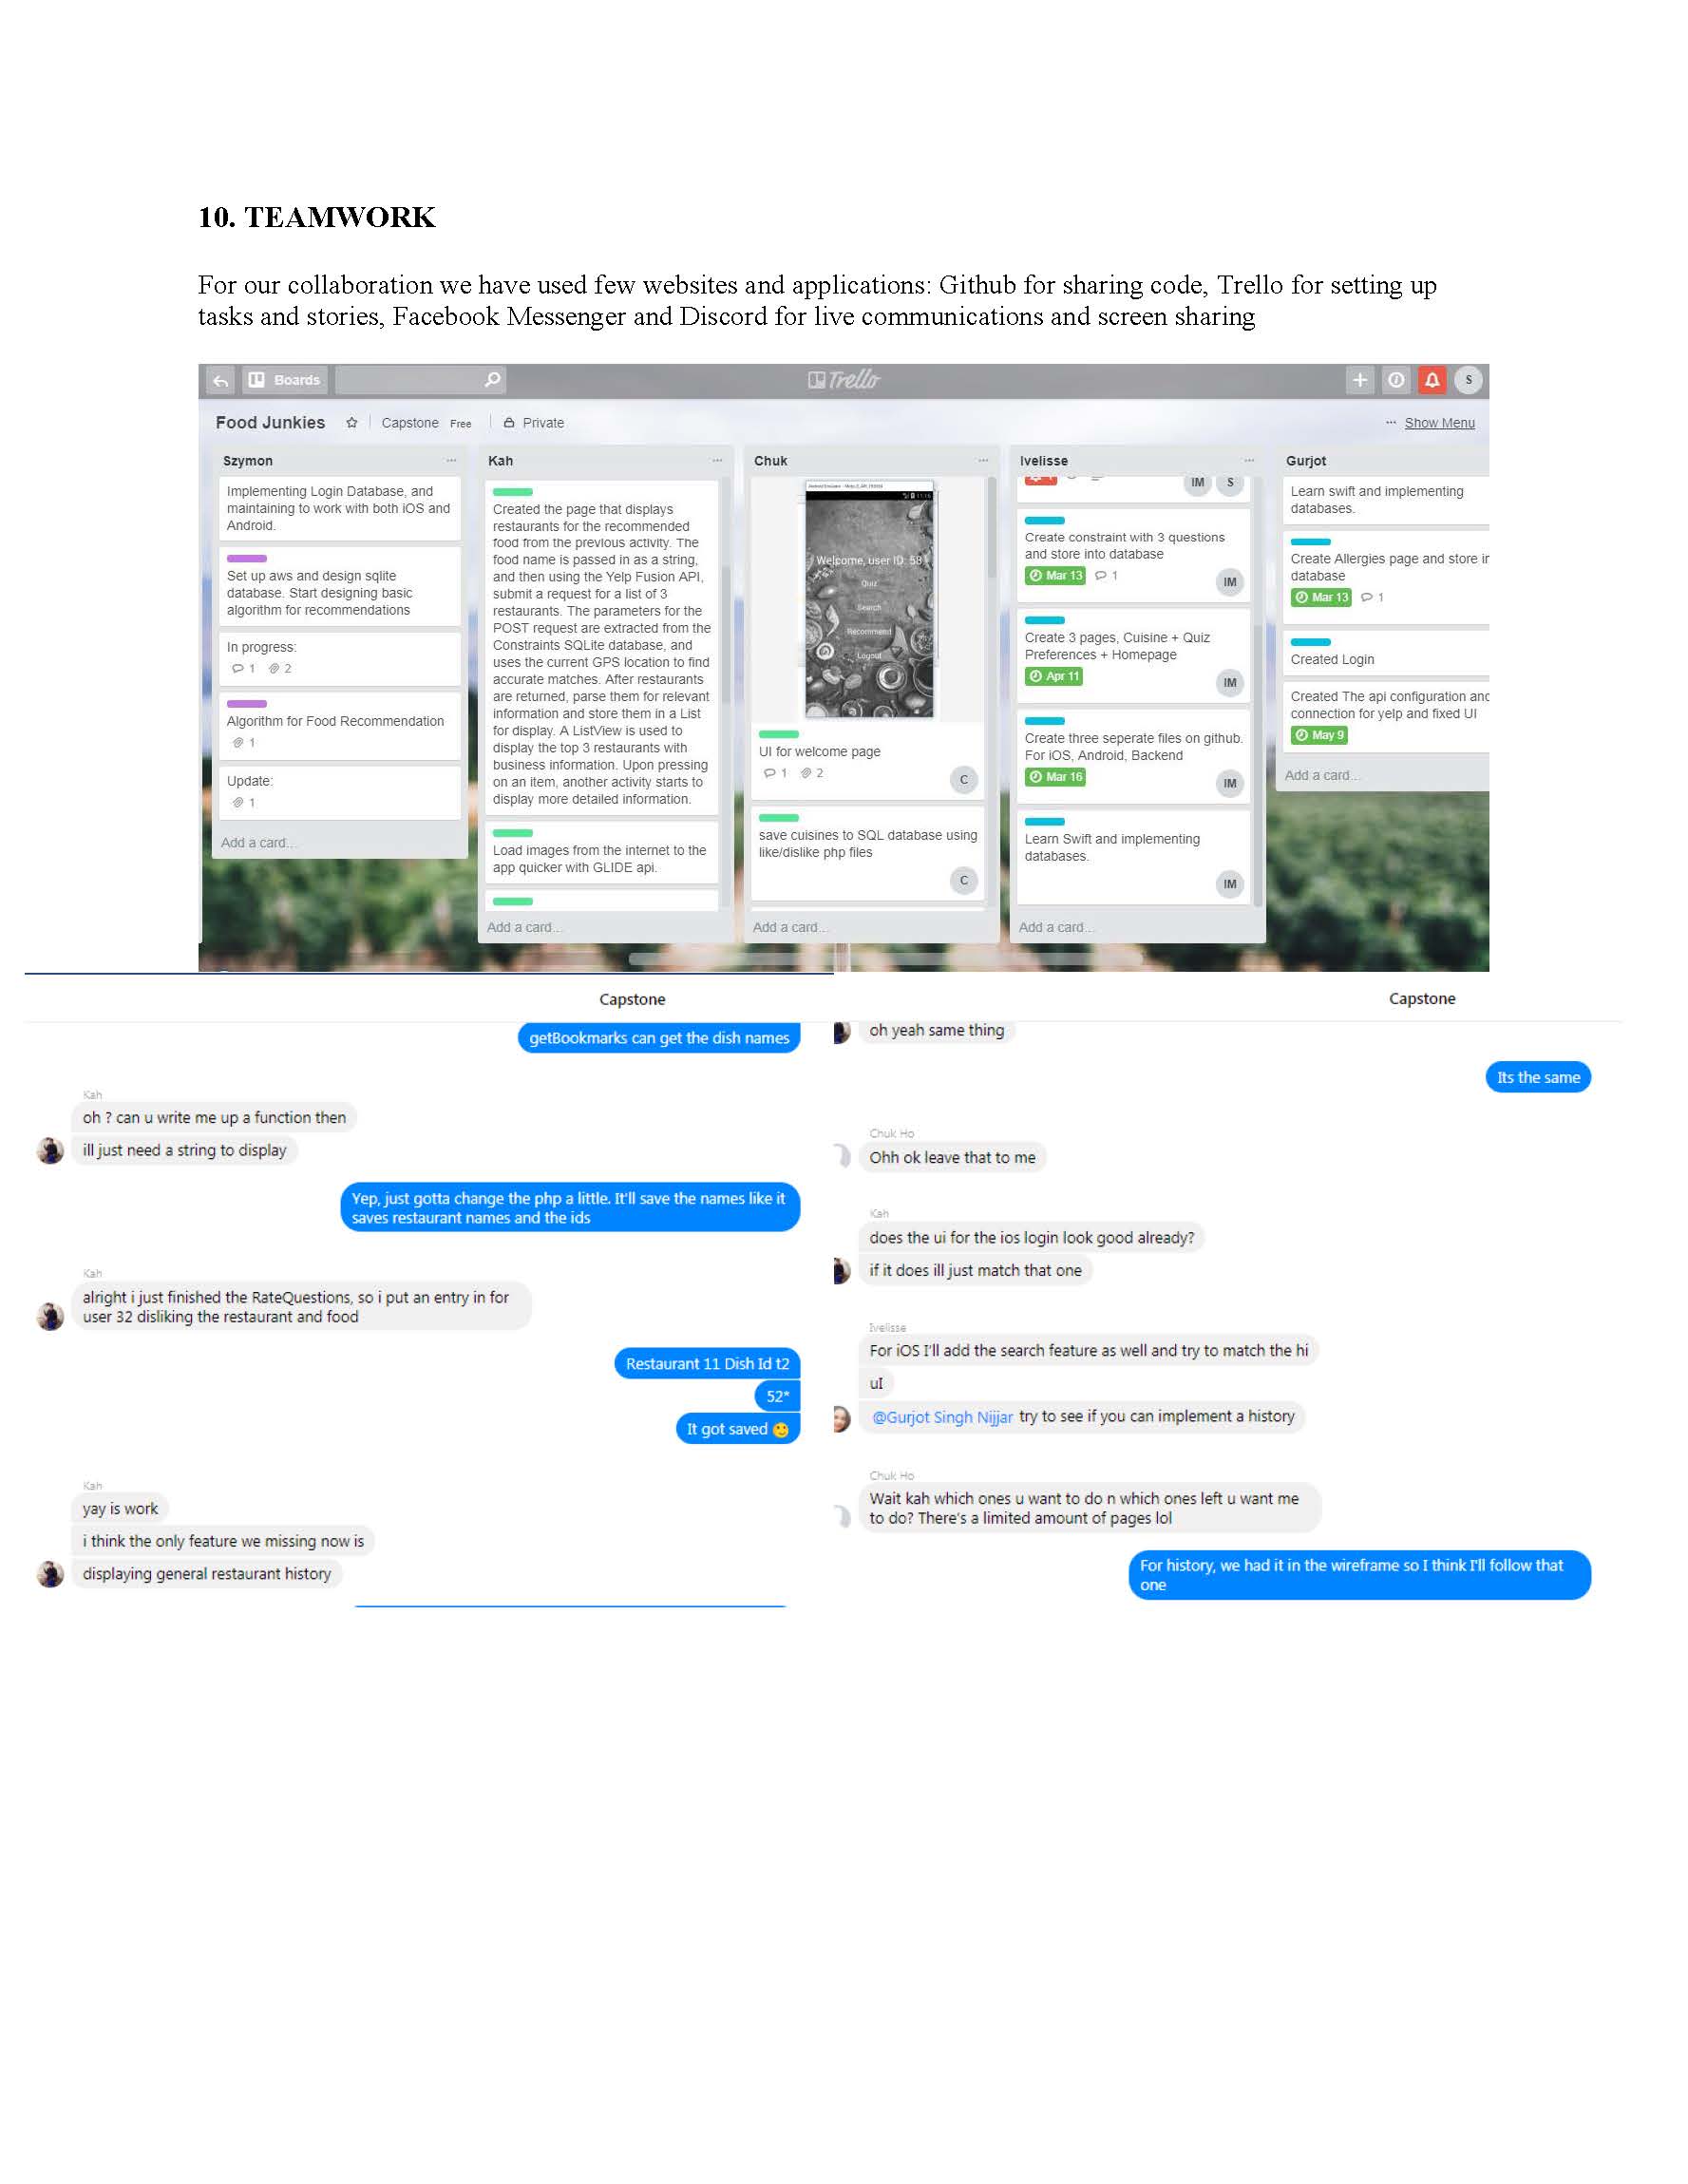 10. TEAMWORK
For our collaboration we have used few websites and applications: Github for sharing code, Trello for setting up
tasks and stories, Facebook Messenger and Discord for live communications and screen sharing
Boards
Trello
S
Food Junkies
Capstone
Free
Private
... Show Menu
Szymon
...
Implementing Login Database, and
maintaining to work with both iOS and
Android.
Set up aws and design sqlite
database. Start designing basic
algorithm for recommendations
In progress:
1 2
Algorithm for Food Recommendation
1
Update:
1
Add a card...
Kah
...
Created the page that displays
restaurants for the recommended
food from the previous activity. The
food name is passed in as a string,
and then using the Yelp Fusion API,
submit a request for a list of 3
restaurants. The parameters for the
POST request are extracted from the
Constraints SQLite database, and
uses the current GPS location to find
accurate matches. After restaurants
are returned, parse them for relevant
information and store them in a List
for display. A ListView is used to
display the top 3 restaurants with
business information. Upon pressing
on an item, another activity starts to
display more detailed information.
Load images from the internet to the
app quicker with GLIDE api.
Add a card...
Chuk
...
11:16
Welcome, user ID: 58
Quiz
Search
Recommend
Logout
UI for welcome page
1 2
C
save cuisines to SQL database using
like/dislike php files
C
Add a card...
Ivelisse
...
IM S
Create constraint with 3 questions
and store into database
Mar 13 1
IM
Create 3 pages, Cuisine + Quiz
Preferences + Homepage
Apr 11
IM
Create three seperate files on github.
For iOS, Android, Backend
Mar 16
IM
Learn Swift and implementing
databases.
IM
Add a card...
Gurjot
Learn swift and implementing
databases.
Create Allergies page and store in
database
Mar 13 1
Created Login
Created The api configuration and
connection for yelp and fixed UI
May 9
Add a card...
Capstone
getBookmarks can get the dish names
Kah
oh ? can u write me up a function then
ill just need a string to display
Yep, just gotta change the php a little. It'll save the names like it
saves restaurant names and the ids
Kah
alright i just finished the RateQuestions, so i put an entry in for
user 32 disliking the restaurant and food
Restaurant 11 Dish Id t2
52*
It got saved 🙂
Kah
yay is work
i think the only feature we missing now is
displaying general restaurant history
Capstone
oh yeah same thing
Its the same
Chuk Ho
Ohh ok leave that to me
Kah
does the ui for the ios login look good already?
if it does ill just match that one
Ivelisse
For iOS I'll add the search feature as well and try to match the hi
uI
@Gurjot Singh Nijjar try to see if you can implement a history
Chuk Ho
Wait kah which ones u want to do n which ones left u want me
to do? There's a limited amount of pages lol
For history, we had it in the wireframe so I think I'll follow that
one